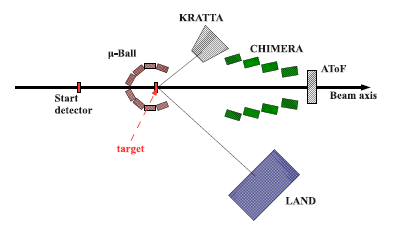 KRATTA
μ-Ball
CHIMERA
AToF
Start
detector
Beam axis
target
LAND